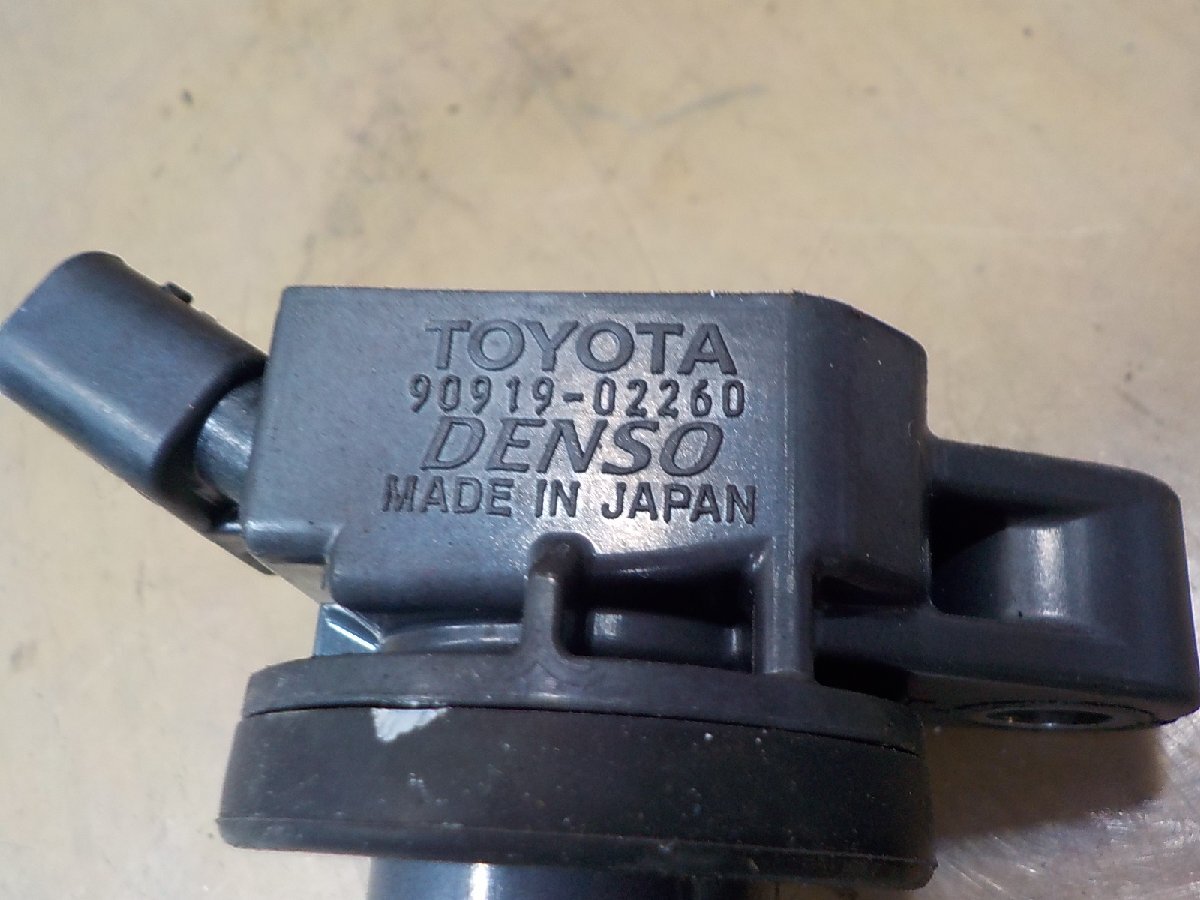 TOYOTA
90919-02260
DENSO
MADE IN JAPAN